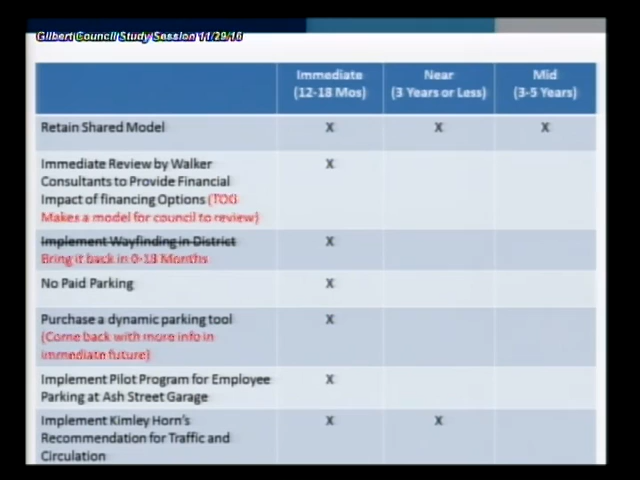 Gilbert Council Study Session 11/29/16
Immediate Near Mid
(12-18 Mos) (3 Years or Less) (3-5 Years)
Retain Shared Model X X X
Immediate Review by Walker X
Consultants to Provide Financial
Impact of financing Options (TOG
Makes a model for council to review)
Implement Wayfinding in District X
Bring it back in 0-18 Months
No Paid Parking X
Purchase a dynamic parking tool X
(Come back with more info in
immediate future)
Implement Pilot Program for Employee X
Parking at Ash Street Garage
Implement Kimley Horn's X X
Recommendation for Traffic and
Circulation